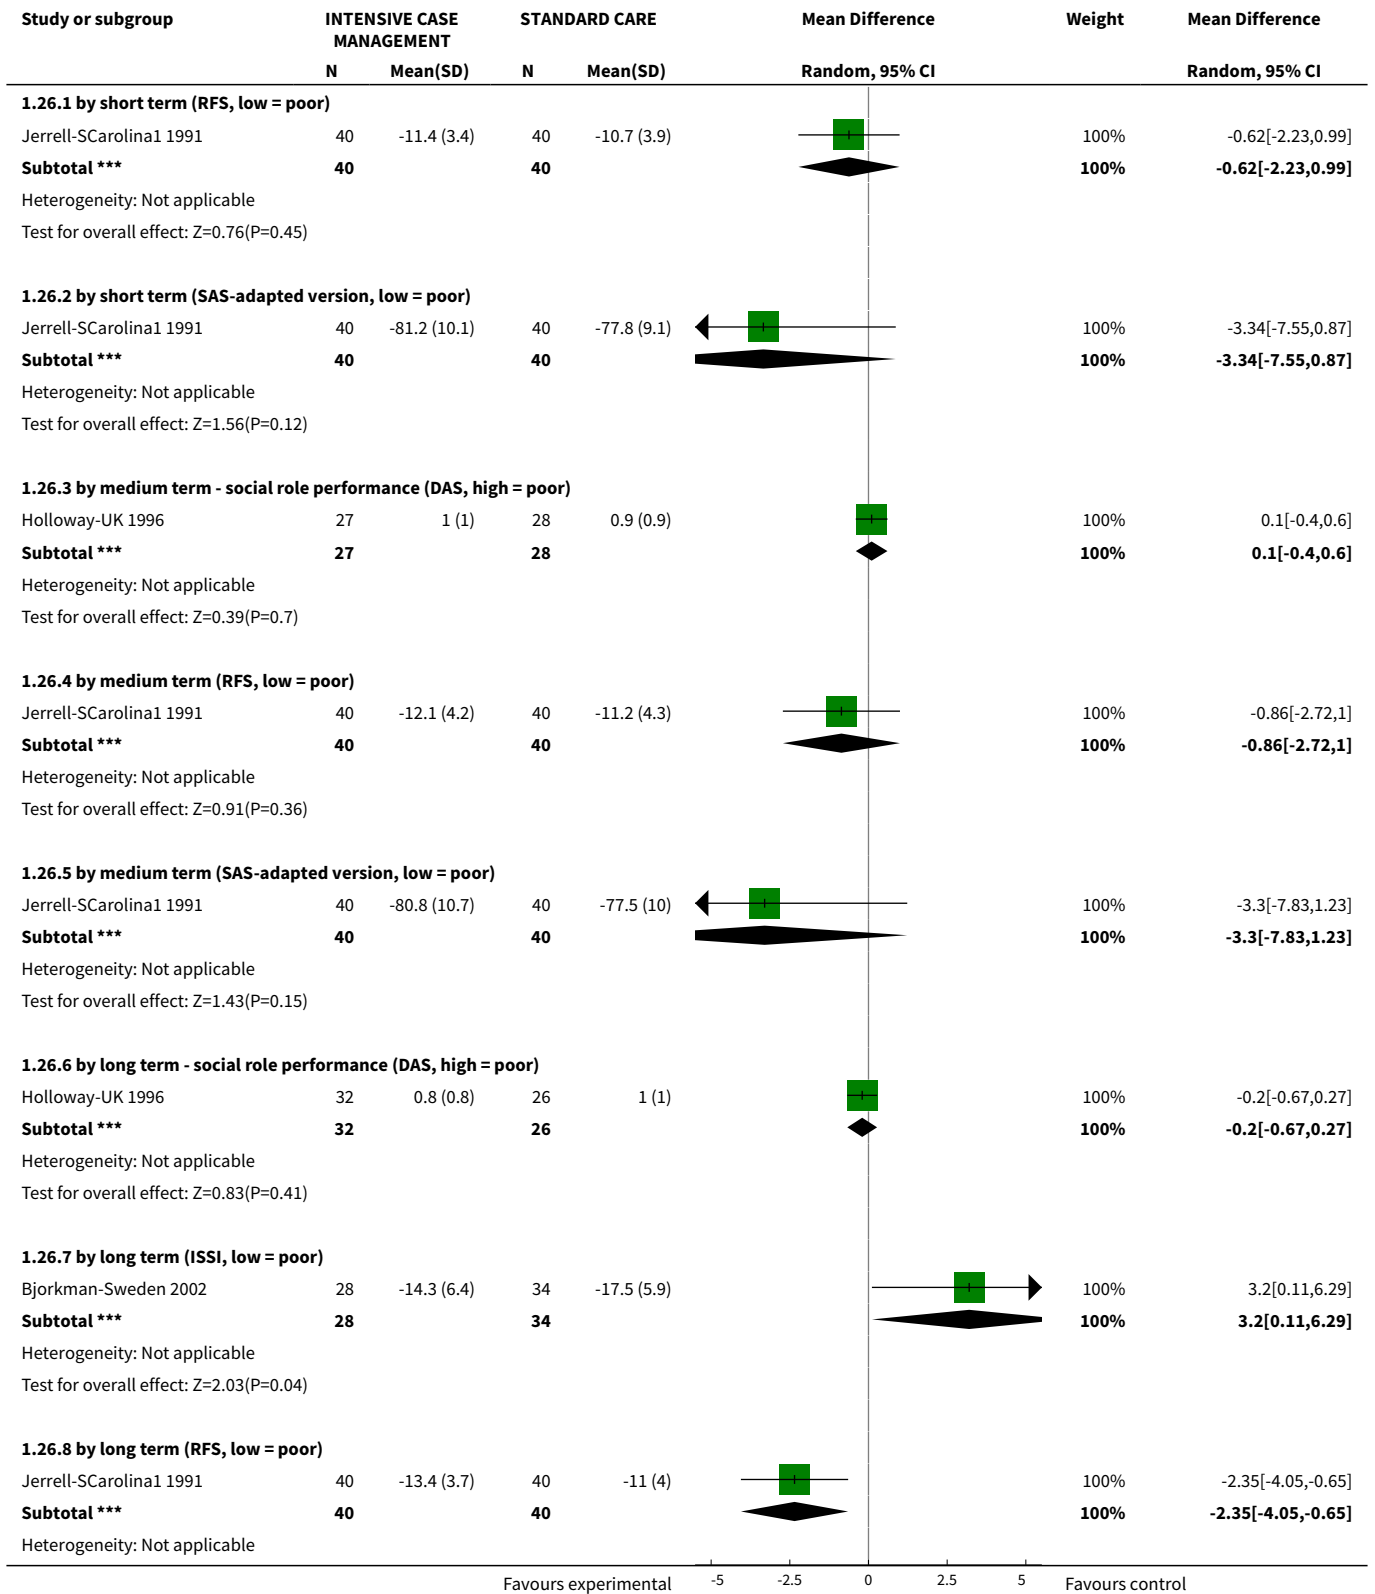 Study or subgroup INTENSIVE CASE MANAGEMENT STANDARD CARE Mean Difference Weight Mean Difference
N Mean(SD) N Mean(SD) Random, 95% CI Random, 95% CI
1.26.1 by short term (RFS, low = poor)
Jerrell-SCarolina1 1991 40 -11.4 (3.4) 40 -10.7 (3.9) 100% -0.62[-2.23,0.99]
Subtotal *** 40 40 100% -0.62[-2.23,0.99]
Heterogeneity: Not applicable
Test for overall effect: Z=0.76(P=0.45)
1.26.2 by short term (SAS-adapted version, low = poor)
Jerrell-SCarolina1 1991 40 -81.2 (10.1) 40 -77.8 (9.1) 100% -3.34[-7.55,0.87]
Subtotal *** 40 40 100% -3.34[-7.55,0.87]
Heterogeneity: Not applicable
Test for overall effect: Z=1.56(P=0.12)
1.26.3 by medium term - social role performance (DAS, high = poor)
Holloway-UK 1996 27 1 (1) 28 0.9 (0.9) 100% 0.1[-0.4,0.6]
Subtotal *** 27 28 100% 0.1[-0.4,0.6]
Heterogeneity: Not applicable
Test for overall effect: Z=0.39(P=0.7)
1.26.4 by medium term (RFS, low = poor)
Jerrell-SCarolina1 1991 40 -12.1 (4.2) 40 -11.2 (4.3) 100% -0.86[-2.72,1]
Subtotal *** 40 40 100% -0.86[-2.72,1]
Heterogeneity: Not applicable
Test for overall effect: Z=0.91(P=0.36)
1.26.5 by medium term (SAS-adapted version, low = poor)
Jerrell-SCarolina1 1991 40 -80.8 (10.7) 40 -77.5 (10) 100% -3.3[-7.83,1.23]
Subtotal *** 40 40 100% -3.3[-7.83,1.23]
Heterogeneity: Not applicable
Test for overall effect: Z=1.43(P=0.15)
1.26.6 by long term - social role performance (DAS, high = poor)
Holloway-UK 1996 32 0.8 (0.8) 26 1 (1) 100% -0.2[-0.67,0.27]
Subtotal *** 32 26 100% -0.2[-0.67,0.27]
Heterogeneity: Not applicable
Test for overall effect: Z=0.83(P=0.41)
1.26.7 by long term (ISSI, low = poor)
Bjorkman-Sweden 2002 28 -14.3 (6.4) 34 -17.5 (5.9) 100% 3.2[0.11,6.29]
Subtotal *** 28 34 100% 3.2[0.11,6.29]
Heterogeneity: Not applicable
Test for overall effect: Z=2.03(P=0.04)
1.26.8 by long term (RFS, low = poor)
Jerrell-SCarolina1 1991 40 -13.4 (3.7) 40 -11 (4) 100% -2.35[-4.05,-0.65]
Subtotal *** 40 40 100% -2.35[-4.05,-0.65]
Heterogeneity: Not applicable
Favours experimental -5 -2.5 0 2.5 5 Favours control